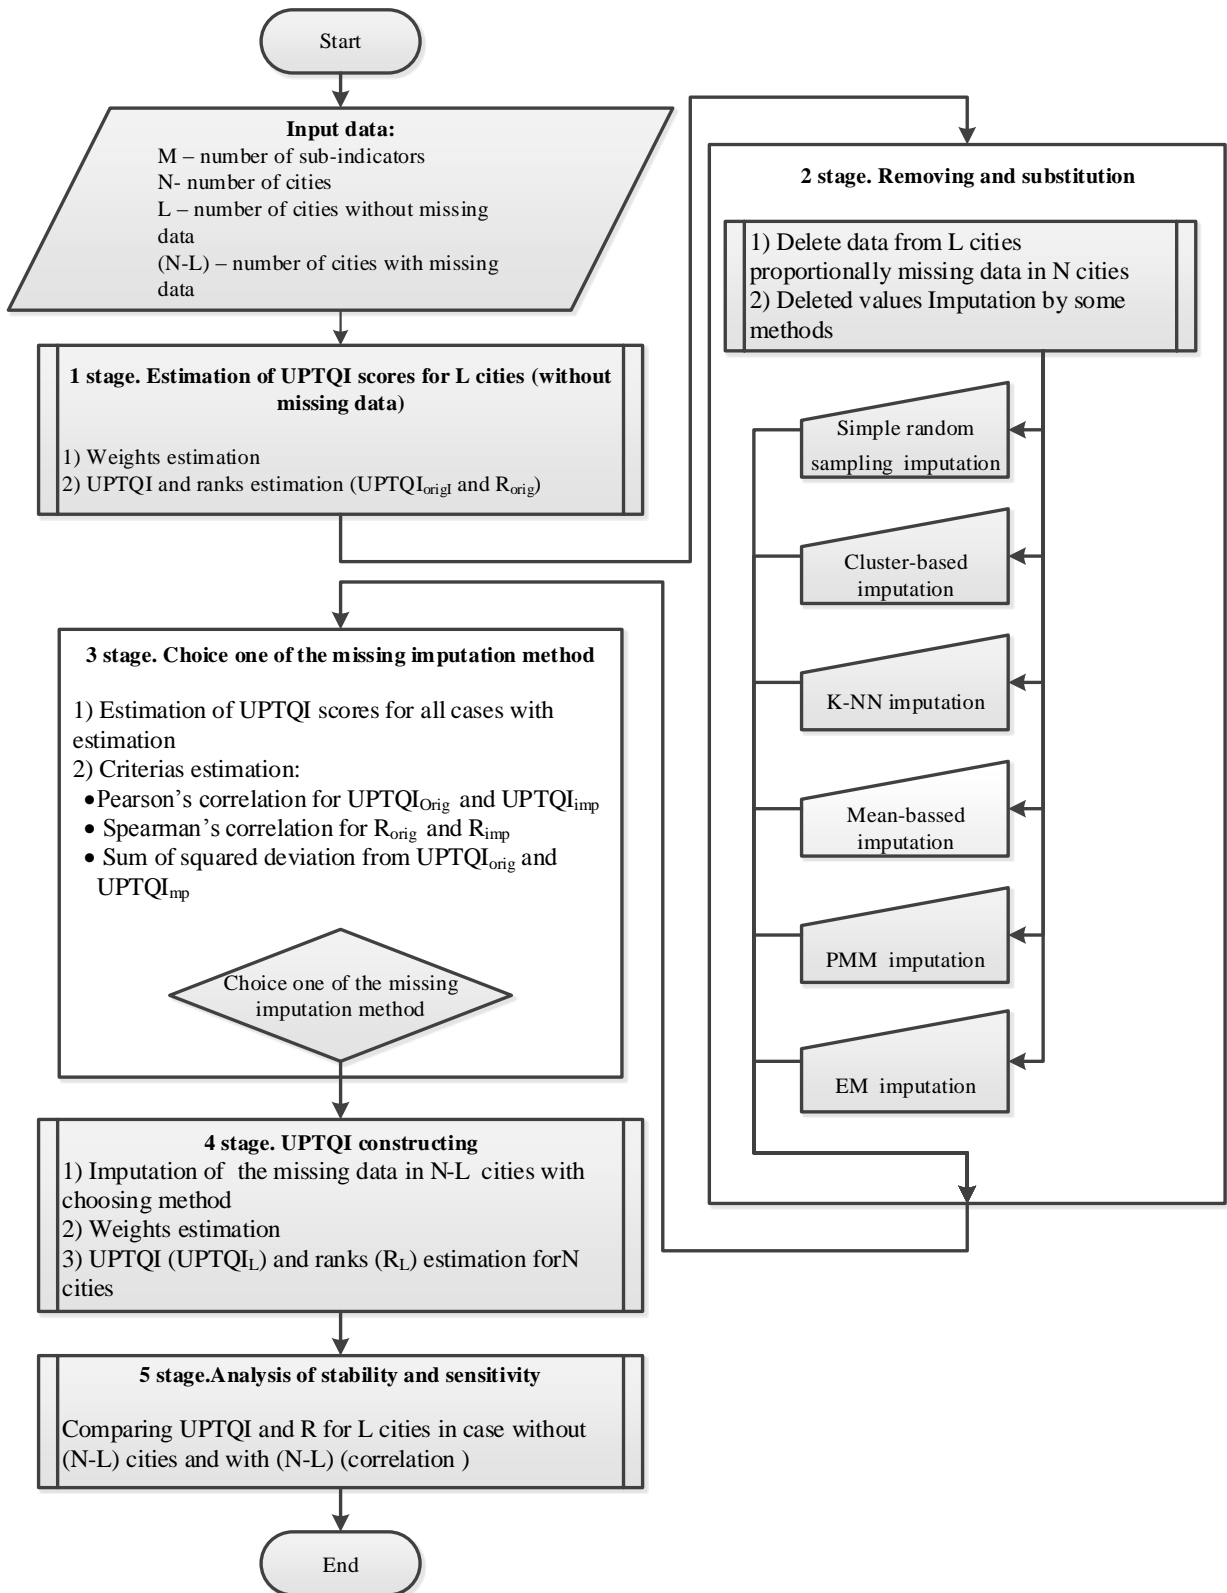 Start
Input data:
M – number of sub-indicators
N- number of cities
L – number of cities without missing
data
(N-L) – number of cities with missing
data
1 stage. Estimation of UPTQI scores for L cities (without
missing data)
1) Weights estimation
2) UPTQI and ranks estimation (UPTQIorigI and Rorig)
2 stage. Removing and substitution
1) Delete data from L cities
proportionally missing data in N cities
2) Deleted values Imputation by some
methods
Simple random
sampling imputation
Cluster-based
imputation
K-NN imputation
Mean-bassed
imputation
PMM imputation
EM imputation
3 stage. Choice one of the missing imputation method
1) Estimation of UPTQI scores for all cases with
estimation
2) Criterias estimation:
•Pearson’s correlation for UPTQIOrig and UPTQIimp
• Spearman’s correlation for Rorig and Rimp
• Sum of squared deviation from UPTQIorig and
UPTQImp
Choice one of the missing
imputation method
4 stage. UPTQI constructing
1) Imputation of the missing data in N-L cities with
choosing method
2) Weights estimation
3) UPTQI (UPTQIL) and ranks (RL) estimation forN
cities
5 stage.Analysis of stability and sensitivity
Comparing UPTQI and R for L cities in case without
(N-L) cities and with (N-L) (correlation )
End